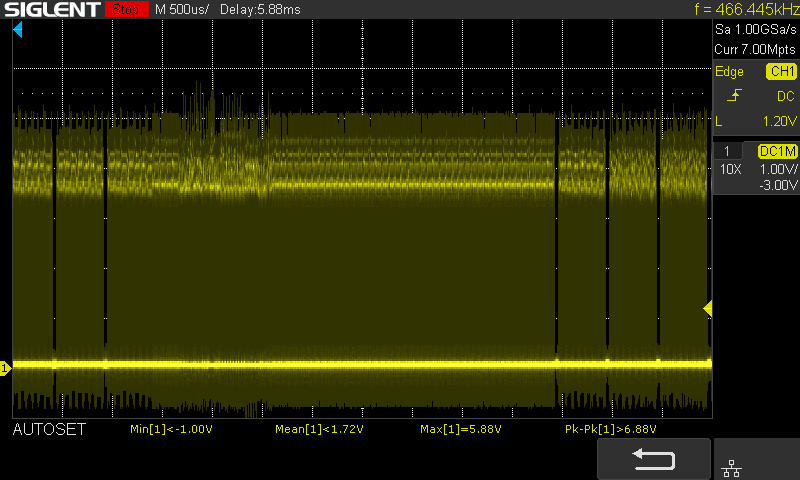 SIGLENT Stop M 500us/ Delay:5.88ms f = 466.445kHz
Sa 1.00GSa/s
Curr 7.00Mpts
Edge CH1
DC
L 1.20V
1 DC1M
10X 1.00V/
-3.00V
1
AUTOSET Min[1]<-1.00V Mean[1]<1.72V Max[1]=5.88V Pk-Pk[1]>6.88V